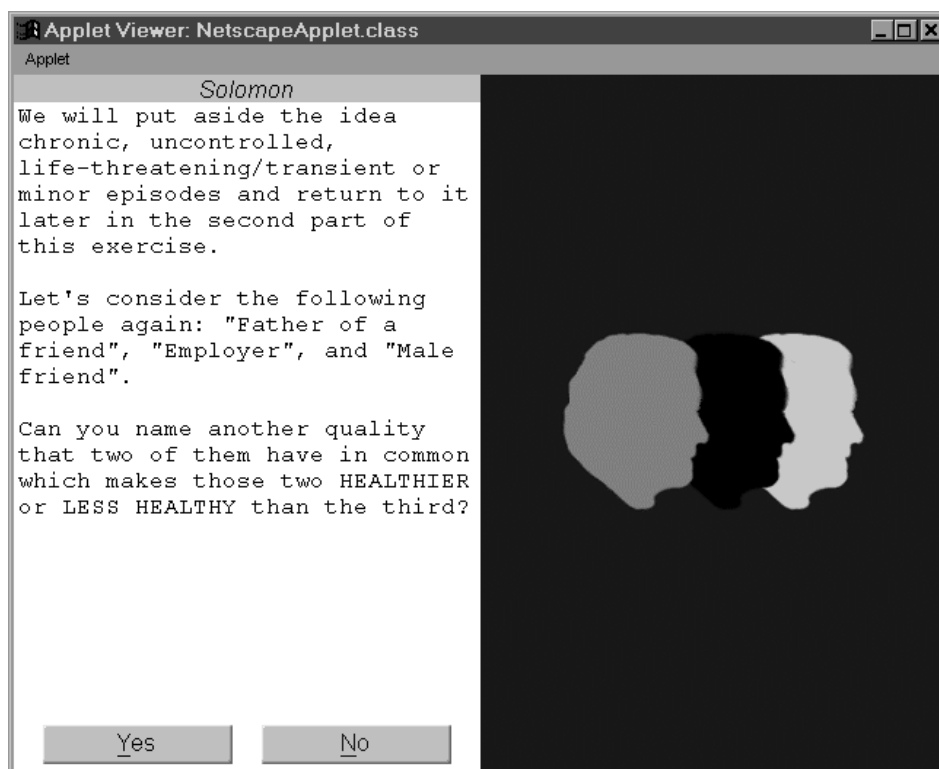 Applet Viewer: NetscapeApplet.class
Applet
Solomon
We will put aside the idea
chronic, uncontrolled,
life-threatening/transient or
minor episodes and return to it
later in the second part of
this exercise.
Let's consider the following
people again: "Father of a
friend", "Employer", and "Male
friend".
Can you name another quality
that two of them have in common
which makes those two HEALTHIER
or LESS HEALTHY than the third?
Yes No